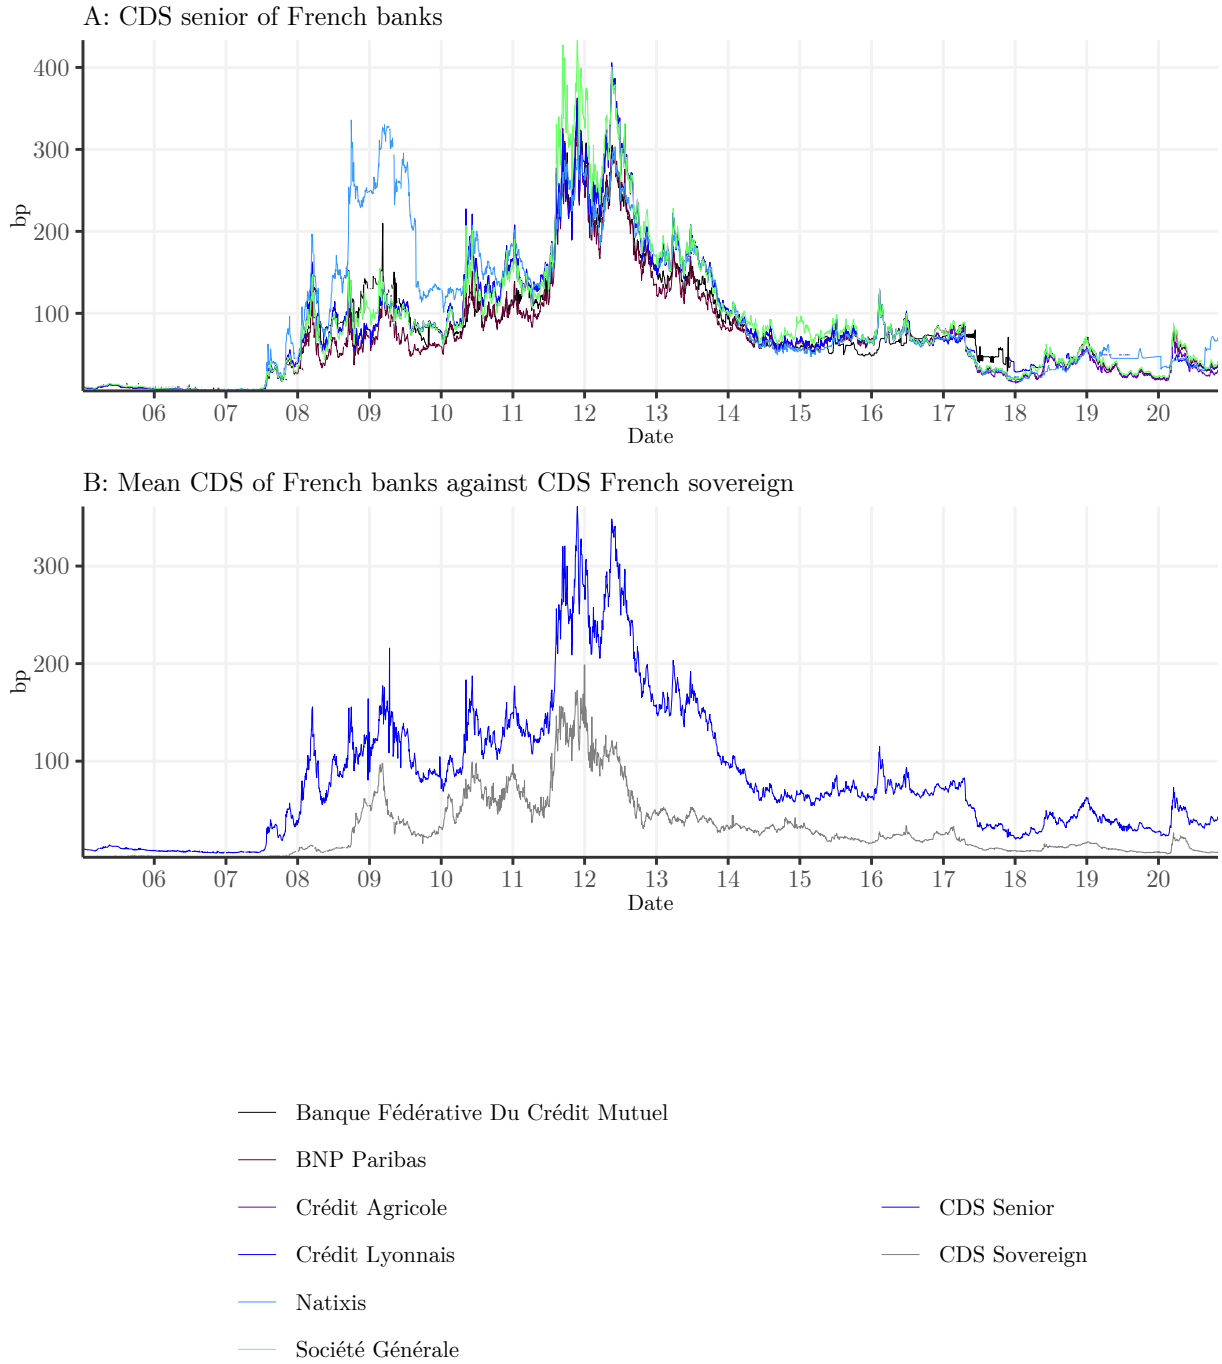 A: CDS senior of French banks
400
300
200
100
bp
06 07 08 09 10 11 12 13 14 15 16 17 18 19 20
Date
B: Mean CDS of French banks against CDS French sovereign
300
200
100
bp
06 07 08 09 10 11 12 13 14 15 16 17 18 19 20
Date
Banque Fédérative Du Crédit Mutuel
BNP Paribas
Crédit Agricole
Crédit Lyonnais
Natixis
Société Générale
CDS Senior
CDS Sovereign